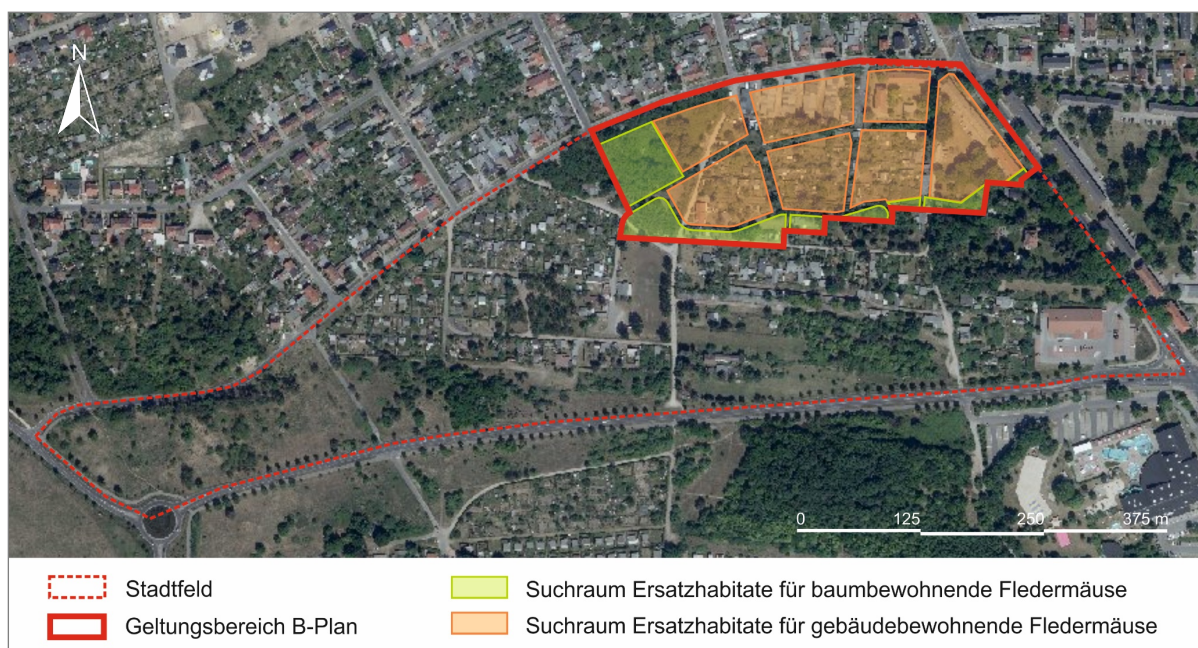 N
0 125 250 375 m
Stadtfeld
Geltungsbereich B-Plan
Suchraum Ersatzhabitate für baumbewohnende Fledermäuse
Suchraum Ersatzhabitate für gebäudebewohnende Fledermäuse